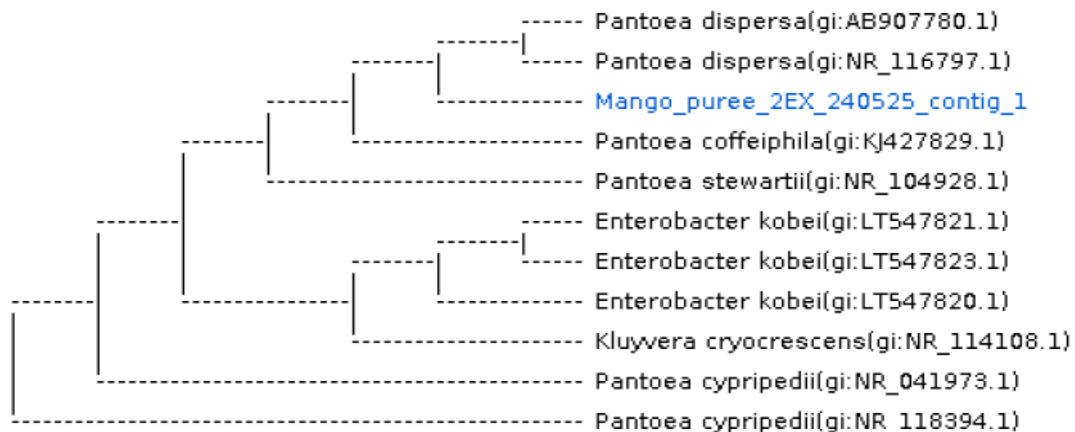 Pantoea dispersa(gi:AB907780.1)
Pantoea dispersa(gi:NR_116797.1)
Mango_puree_2EX_240525_contig_1
Pantoea coffeiphila(gi:KJ427829.1)
Pantoea stewartii(gi:NR_104928.1)
Enterobacter kobei(gi:LT547821.1)
Enterobacter kobei(gi:LT547823.1)
Enterobacter kobei(gi:LT547820.1)
Kluyvera cryocrescens(gi:NR_114108.1)
Pantoea cypripedii(gi:NR_041973.1)
Pantoea cypripedii(gi:NR_118394.1)